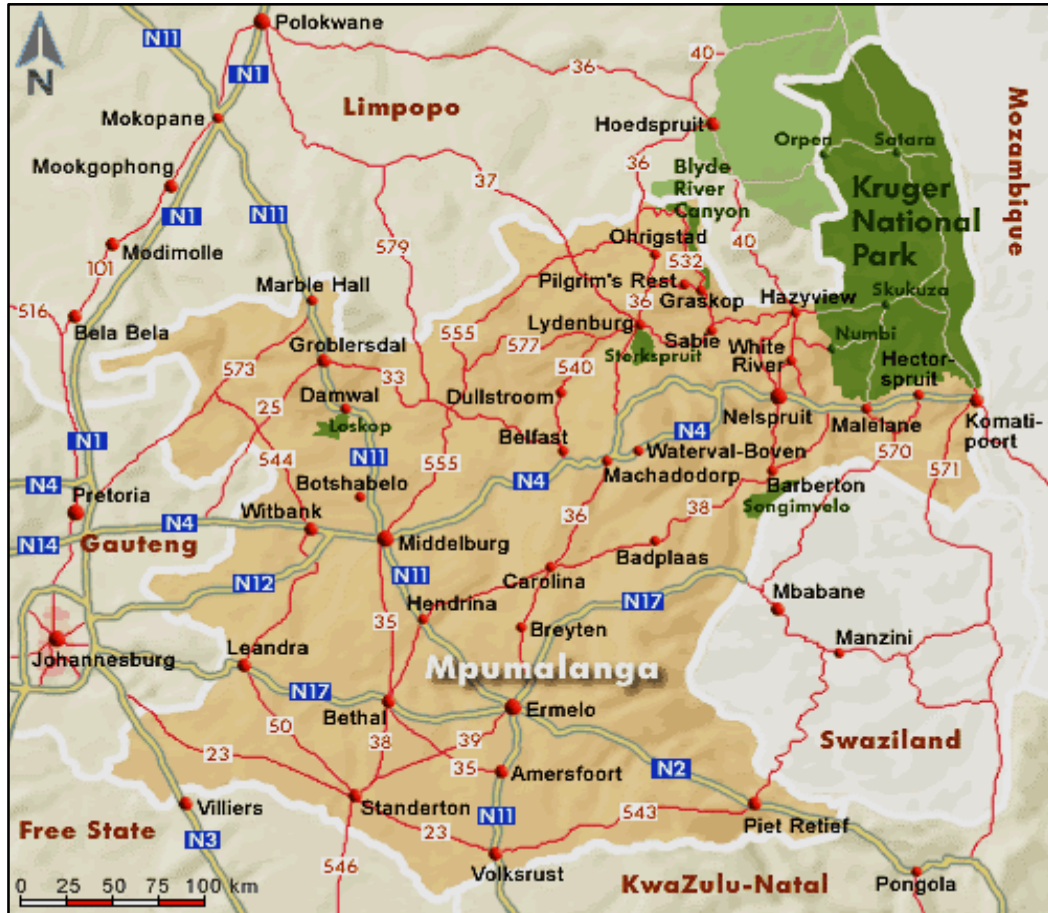 Polokwane
N11
N1
36
40
N
Limpopo
Mokopane
Hoedspruit
Mozambique
Orpen
Satara
Mookgophong
36
Blyde
River
Canyon
37
Kruger
National
Park
N1
N11
Modimolle
579
Ohrigstad
40
532
101
Pilgrim's Rest
Marble Hall
Graskop
Hazyview
Skukuza
516
36
Bela Bela
555
Lydenburg
Sabie
Numbi
Groblersdal
577
Sterkspruit
White
River
Hector-
spruit
573
33
540
Damwal
Dullstroom
25
Loskop
Nelspruit
Malelane
Komati-
poort
N1
Belfast
N4
544
N11
Waterval-Boven
570
555
N4
Machadodorp
571
N4
Botshabelo
Barberton
Pretoria
Witbank
Songimvelo
N4
36
38
N14
Gauteng
Middelburg
Badplaas
N11
Carolina
N12
Mbabane
Hendrina
N17
35
Breyten
Manzini
Leandra
Johannesburg
Mpumalanga
N17
Bethal
Ermelo
50
38
39
Swaziland
23
35
Amersfoort
N2
Villiers
Standerton
543
Free State
N11
23
Piet Retief
N3
546
Volksrust
KwaZulu-Natal
Pongola
0 25 50 75 100 km